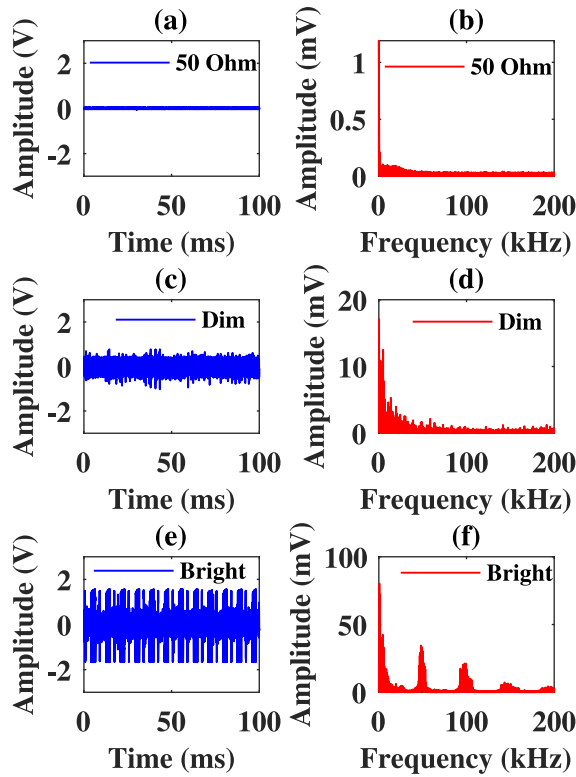 (a)
Amplitude (V)
2
0
-2
50 Ohm
0 50 100
Time (ms)
(b)
Amplitude (mV)
1
0.5
0
50 Ohm
0 100 200
Frequency (kHz)
(c)
Amplitude (V)
2
0
-2
Dim
0 50 100
Time (ms)
(d)
Amplitude (mV)
20
10
0
Dim
0 100 200
Frequency (kHz)
(e)
Amplitude (V)
2
0
-2
Bright
0 50 100
Time (ms)
(f)
Amplitude (mV)
100
50
0
Bright
0 100 200
Frequency (kHz)